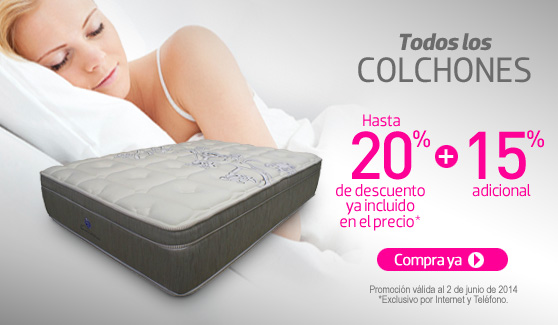 Todos los
COLCHONES
Hasta
20% + 15%
de descuento adicional
ya incluido
en el precio*
Compra ya
Promoción válida al 2 de junio de 2014
*Exclusivo por Internet y Teléfono.